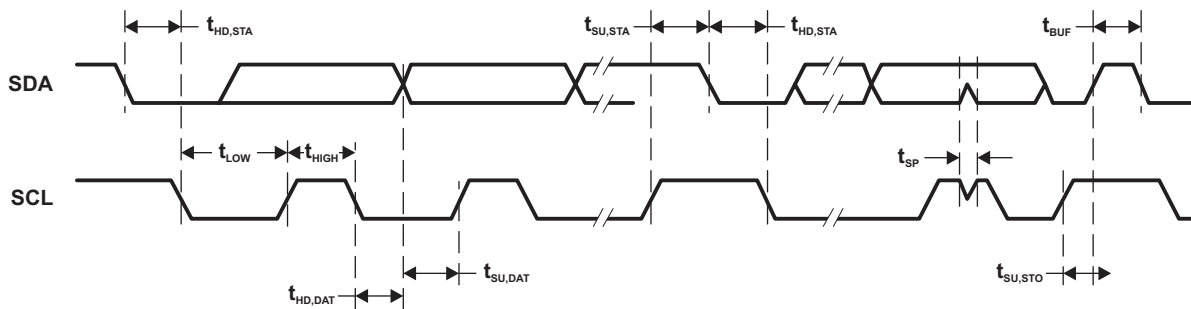 tHD,STA
tSU,STA
tHD,STA
tBUF
SDA
tLOW
tHIGH
tSP
SCL
tSU,DAT
tSU,STO
tHD,DAT